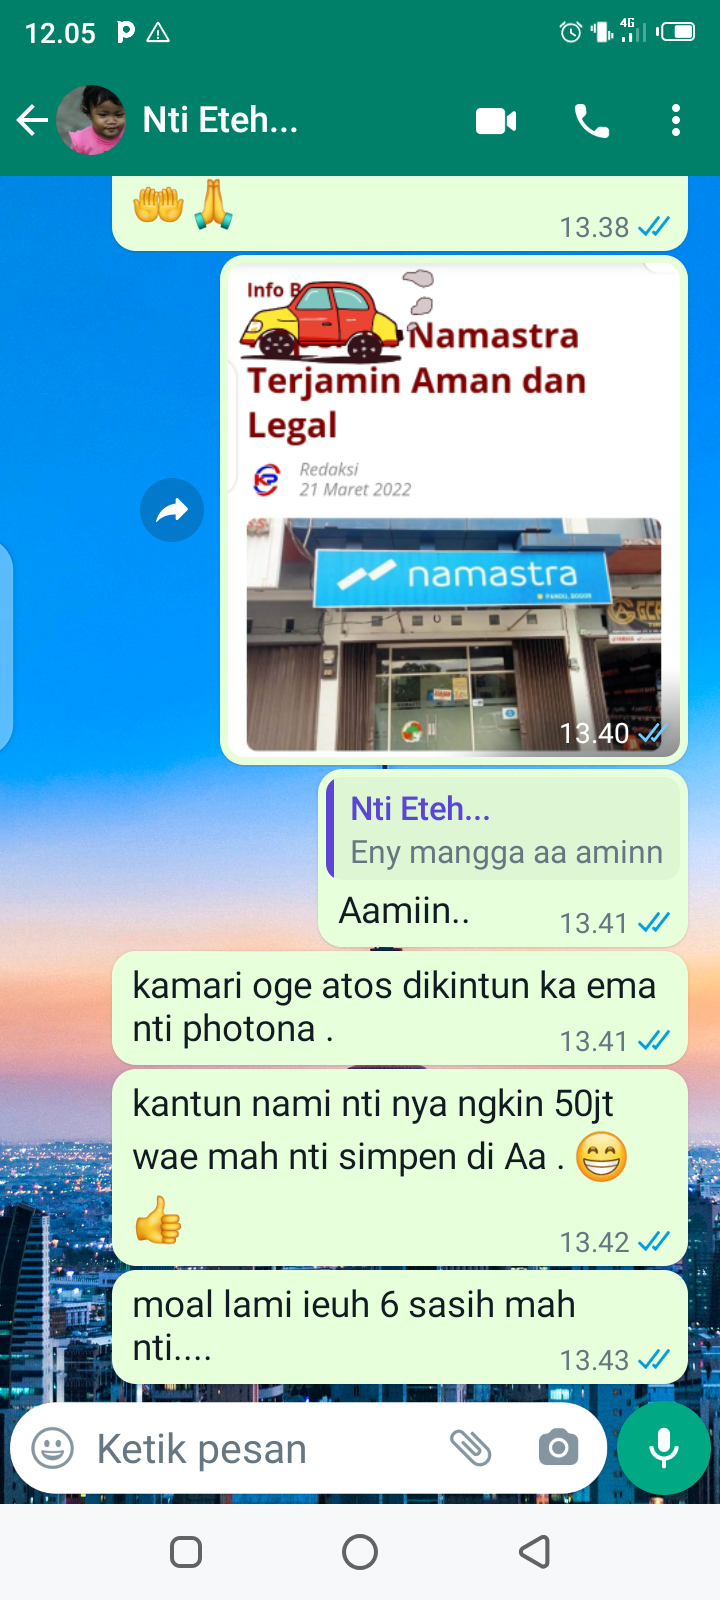 12.05
4G
Nti Eteh...
13.38
Info B
Namastra
Terjamin Aman dan
Legal
Redaksi
21 Maret 2022
namastra
13.40
Nti Eteh...
Eny mangga aa aminn
Aamiin..
13.41
kamari oge atos dikintun ka ema
nti photona .
13.41
kantun nami nti nya ngkin 50jt
wae mah nti simpen di Aa . 😁
👍
13.42
moal lami ieuh 6 sasih mah
nti....
13.43
Ketik pesan